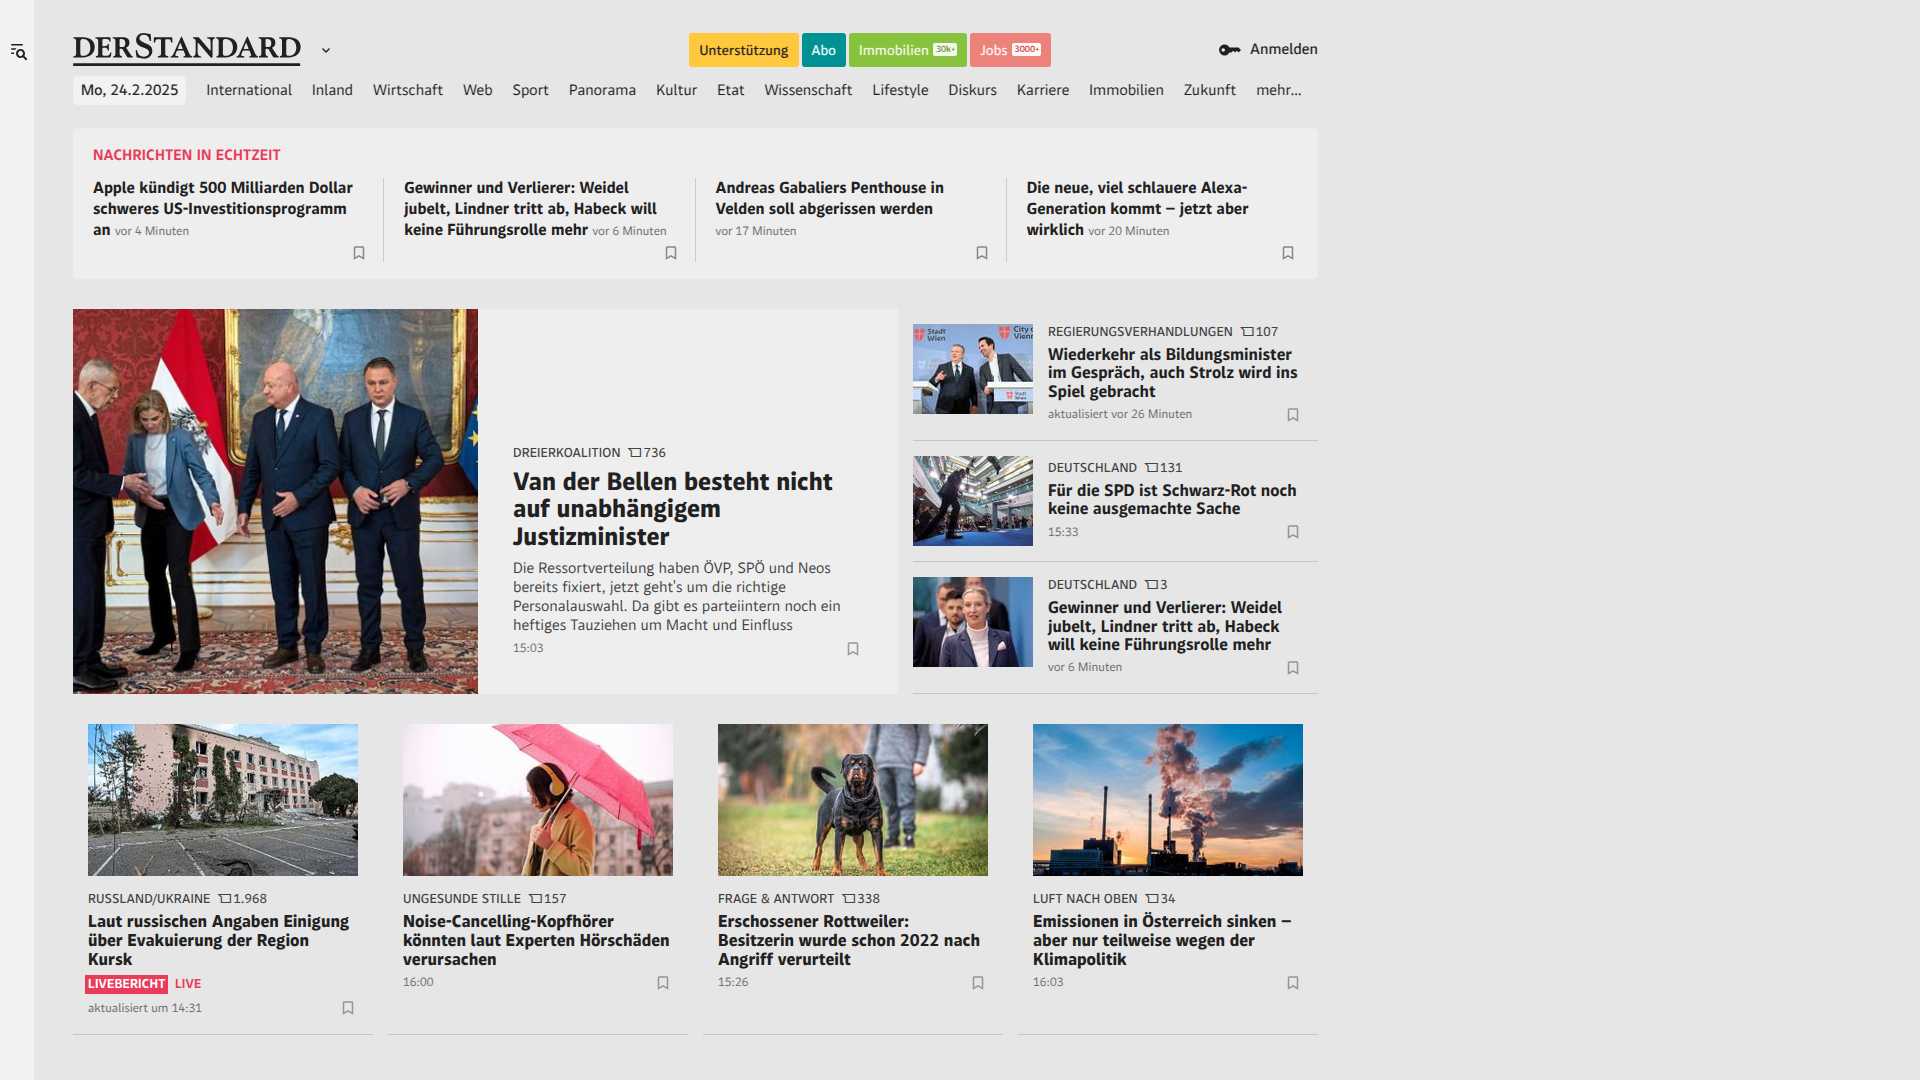 DERSTANDARD
Unterstützung
Abo
Immobilien 30k+
Jobs 3000+
Anmelden
Mo, 24.2.2025
International
Inland
Wirtschaft
Web
Sport
Panorama
Kultur
Etat
Wissenschaft
Lifestyle
Diskurs
Karriere
Immobilien
Zukunft
mehr...
NACHRICHTEN IN ECHTZEIT
Apple kündigt 500 Milliarden Dollar
schweres US-Investitionsprogramm
an vor 4 Minuten
Gewinner und Verlierer: Weidel
jubelt, Lindner tritt ab, Habeck will
keine Führungsrolle mehr vor 6 Minuten
Andreas Gabaliers Penthouse in
Velden soll abgerissen werden
vor 17 Minuten
Die neue, viel schlauere Alexa-
Generation kommt – jetzt aber
wirklich vor 20 Minuten
DREIERKOALITION 736
Van der Bellen besteht nicht
auf unabhängigem
Justizminister
Die Ressortverteilung haben ÖVP, SPÖ und Neos
bereits fixiert, jetzt geht's um die richtige
Personalauswahl. Da gibt es parteiintern noch ein
heftiges Tauziehen um Macht und Einfluss
15:03
Stadt
Wien
REGIERUNGSVERHANDLUNGEN 107
Wiederkehr als Bildungsminister
im Gespräch, auch Strolz wird ins
Spiel gebracht
aktualisiert vor 26 Minuten
DEUTSCHLAND 131
Für die SPD ist Schwarz-Rot noch
keine ausgemachte Sache
15:33
DEUTSCHLAND 3
Gewinner und Verlierer: Weidel
jubelt, Lindner tritt ab, Habeck
will keine Führungsrolle mehr
vor 6 Minuten
RUSSLAND/UKRAINE 1.968
Laut russischen Angaben Einigung
über Evakuierung der Region
Kursk
LIVEBERICHT LIVE
aktualisiert um 14:31
UNGESUNDE STILLE 157
Noise-Cancelling-Kopfhörer
könnten laut Experten Hörschäden
verursachen
16:00
FRAGE & ANTWORT 338
Erschossener Rottweiler:
Besitzerin wurde schon 2022 nach
Angriff verurteilt
15:26
LUFT NACH OBEN 34
Emissionen in Österreich sinken –
aber nur teilweise wegen der
Klimapolitik
16:03